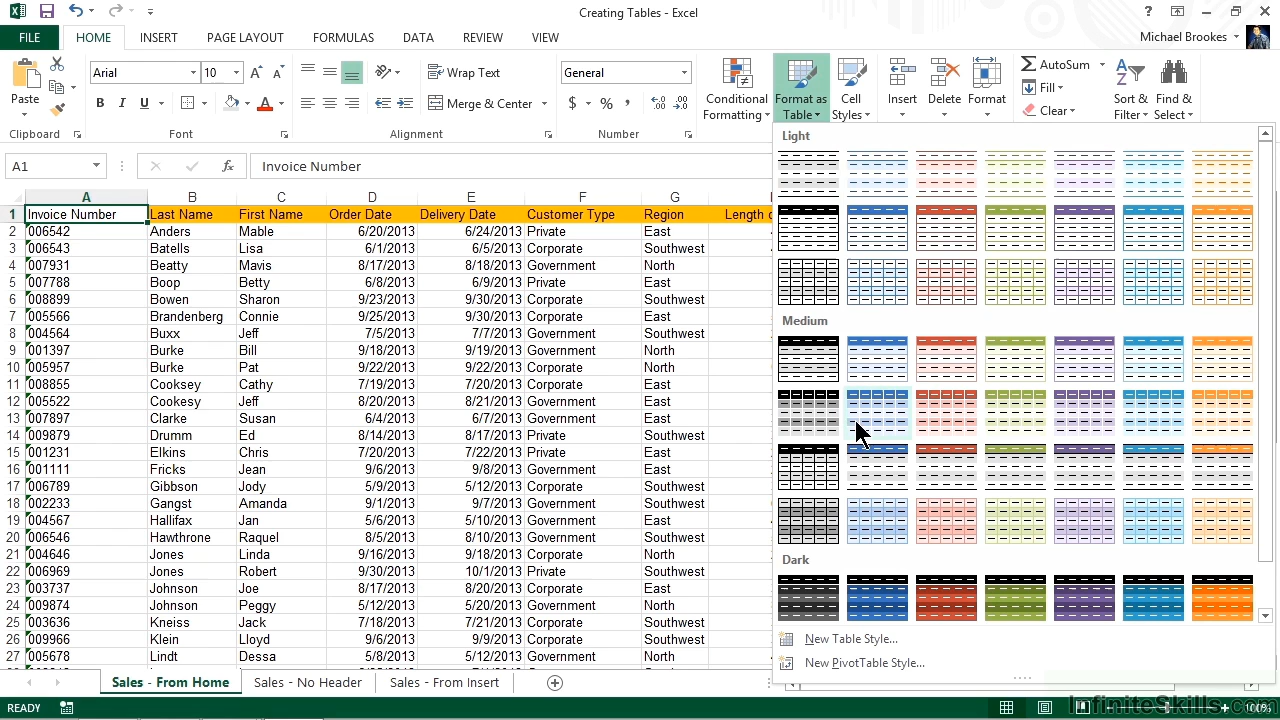 Creating Tables - Excel
Michael Brookes
FILE HOME INSERT PAGE LAYOUT FORMULAS DATA REVIEW VIEW
Paste
Arial 10
B I U A
Wrap Text
Merge & Center
General
$ % ,
Conditional Formatting
Format as Table
Cell Styles
Insert
Delete
Format
AutoSum
Fill
Clear
Sort & Filter
Find & Select
Clipboard Font Alignment Number
A1 fx Invoice Number
A B C D E F G
1 Invoice Number Last Name First Name Order Date Delivery Date Customer Type Region Length
2 006542 Anders Mable 6/20/2013 6/24/2013 Private East
3 006543 Batells Lisa 6/1/2013 6/5/2013 Corporate Southwest
4 007931 Beatty Mavis 8/17/2013 8/18/2013 Government North
5 007788 Boop Betty 6/8/2013 6/9/2013 Private East
6 008899 Bowen Sharon 9/23/2013 9/30/2013 Corporate Southwest
7 005566 Brandenberg Connie 9/25/2013 9/30/2013 Corporate East
8 004564 Buxx Jeff 7/5/2013 7/7/2013 Government Southwest
9 001397 Burke Bill 9/18/2013 9/19/2013 Government North
10 005957 Burke Pat 9/22/2013 9/22/2013 Corporate North
11 008855 Cooksey Cathy 7/19/2013 7/20/2013 Corporate East
12 005522 Cookesy Jeff 8/20/2013 8/23/2013 Government East
13 007897 Clarke Susan 6/4/2013 6/7/2013 Government East
14 009879 Drumm Ed 8/14/2013 8/17/2013 Private Southwest
15 001231 Elkins Chris 7/20/2013 7/22/2013 Private East
16 001111 Fricks Jean 9/6/2013 9/8/2013 Government East
17 006789 Gibbson Jody 5/9/2013 5/12/2013 Corporate Southwest
18 002233 Gangst Amanda 9/1/2013 9/7/2013 Government Southwest
19 004567 Hallifax Jan 5/6/2013 5/10/2013 Government East
20 006546 Hawthrone Raquel 8/5/2013 8/10/2013 Government Southwest
21 004646 Jones Linda 9/16/2013 9/18/2013 Corporate North
22 006969 Jones Robert 9/30/2013 10/1/2013 Private Southwest
23 003737 Johnson Joe 8/17/2013 8/20/2013 Corporate East
24 009874 Johnson Peggy 5/12/2013 5/20/2013 Government North
25 003636 Kneisl Jack 7/18/2013 7/20/2013 Corporate Southwest
26 009966 Klein Lloyd 9/6/2013 9/9/2013 Corporate Southwest
27 005678 Lindt Dessa 5/8/2013 5/12/2013 Government North
Light
Medium
Dark
New Table Style...
New PivotTable Style...
Sales - From Home Sales - No Header Sales - From Insert
READY
100%
InfiniteSkills.com